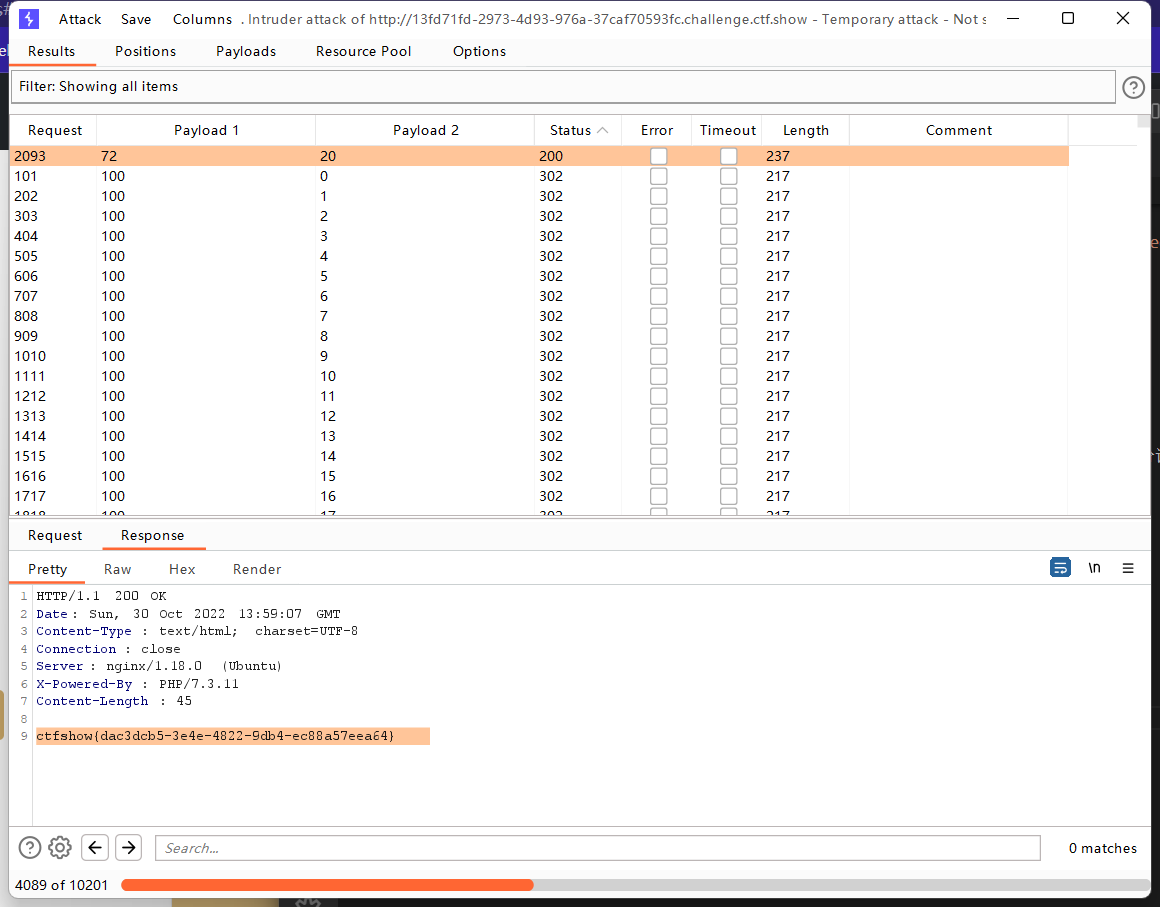 Attack Save Columns . Intruder attack of http://13fd71fd-2973-4d93-976a-37caf70593fc.challenge.ctf.show - Temporary attack - Not s
Results Positions Payloads Resource Pool Options
Filter: Showing all items
Request Payload 1 Payload 2 Status Error Timeout Length Comment
2093 72 20 200 237
101 100 0 302 217
202 100 1 302 217
303 100 2 302 217
404 100 3 302 217
505 100 4 302 217
606 100 5 302 217
707 100 6 302 217
808 100 7 302 217
909 100 8 302 217
1010 100 9 302 217
1111 100 10 302 217
1212 100 11 302 217
1313 100 12 302 217
1414 100 13 302 217
1515 100 14 302 217
1616 100 15 302 217
1717 100 16 302 217
1818 100 17 302 217
Request Response
Pretty Raw Hex Render
\n
1 HTTP/1.1 200 OK
2 Date: Sun, 30 Oct 2022 13:59:07 GMT
3 Content-Type : text/html; charset=UTF-8
4 Connection : close
5 Server : nginx/1.18.0 (Ubuntu)
6 X-Powered-By : PHP/7.3.11
7 Content-Length : 45
8
9 ctfshow{dac3dcb5-3e4e-4822-9db4-ec88a57eea64}
Search... 0 matches
4089 of 10201